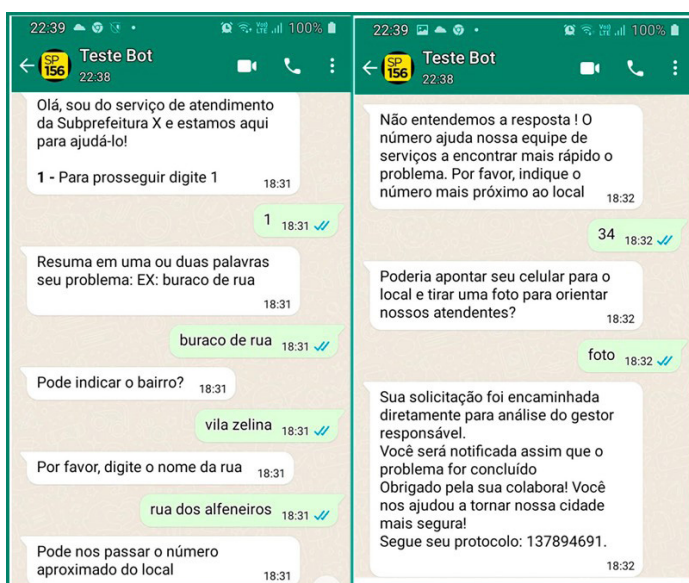 22:39
100%
SP
156
Teste Bot
22:38
Olá, sou do serviço de atendimento
da Subprefeitura X e estamos aqui
para ajudá-lo!
1 - Para prosseguir digite 1
18:31
1 18:31
Resuma em uma ou duas palavras
seu problema: EX: buraco de rua
18:31
buraco de rua 18:31
Pode indicar o bairro? 18:31
vila zelina 18:31
Por favor, digite o nome da rua 18:31
rua dos alfeneiros 18:31
Pode nos passar o número
aproximado do local 18:31
22:39
100%
SP
156
Teste Bot
22:38
Não entendemos a resposta ! O
número ajuda nossa equipe de
serviços a encontrar mais rápido o
problema. Por favor, indique o
número mais próximo ao local
18:32
34 18:32
Poderia apontar seu celular para o
local e tirar uma foto para orientar
nossos atendentes?
18:32
foto 18:32
Sua solicitação foi encaminhada
diretamente para análise do gestor
responsável.
Você será notificada assim que o
problema for concluído
Obrigado pela sua colabora! Você
nos ajudou a tornar nossa cidade
mais segura!
Segue seu protocolo: 137894691.
18:32